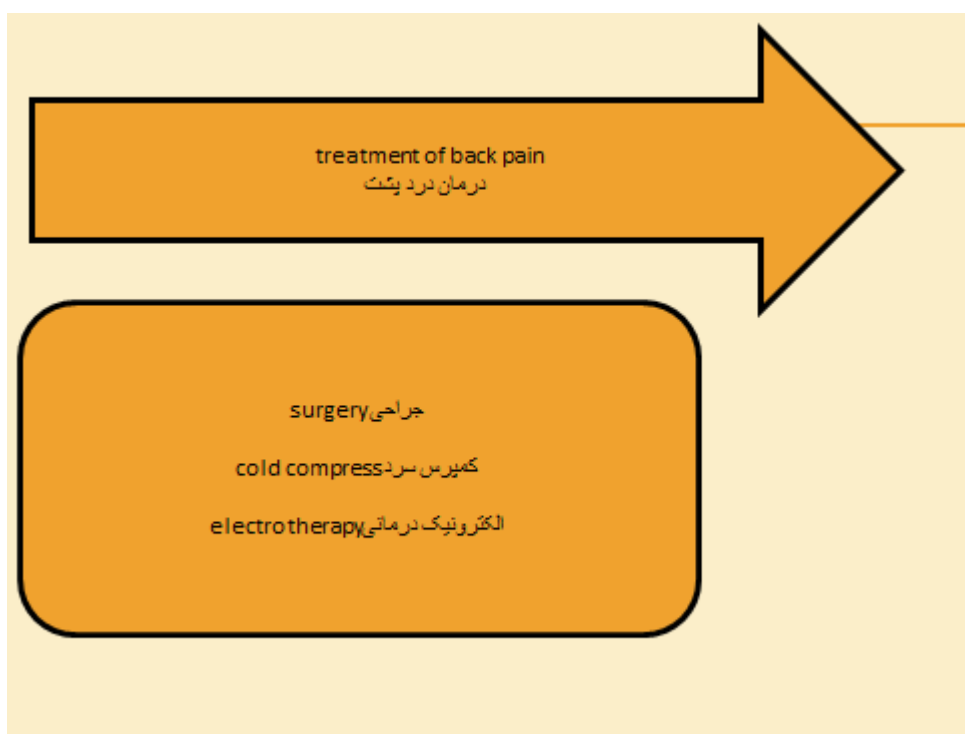 treatment of back pain
درمان درد پشت
surgeryجراحی
cold compressکمپرس سرد
electrotherapyالکترونیک درمانی